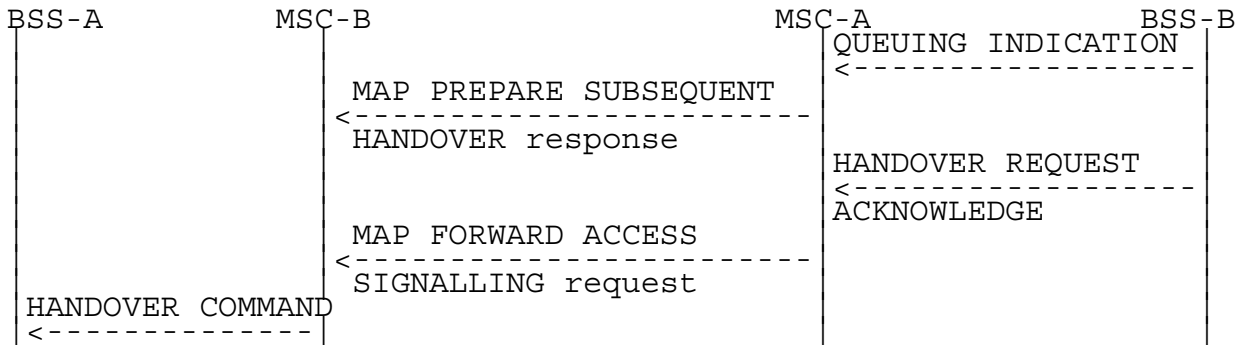 BSS-A MSC-B MSC-A BSS-B
QUEUING INDICATION
MAP PREPARE SUBSEQUENT
HANDOVER response
HANDOVER REQUEST
ACKNOWLEDGE
MAP FORWARD ACCESS
SIGNALLING request
HANDOVER COMMAND